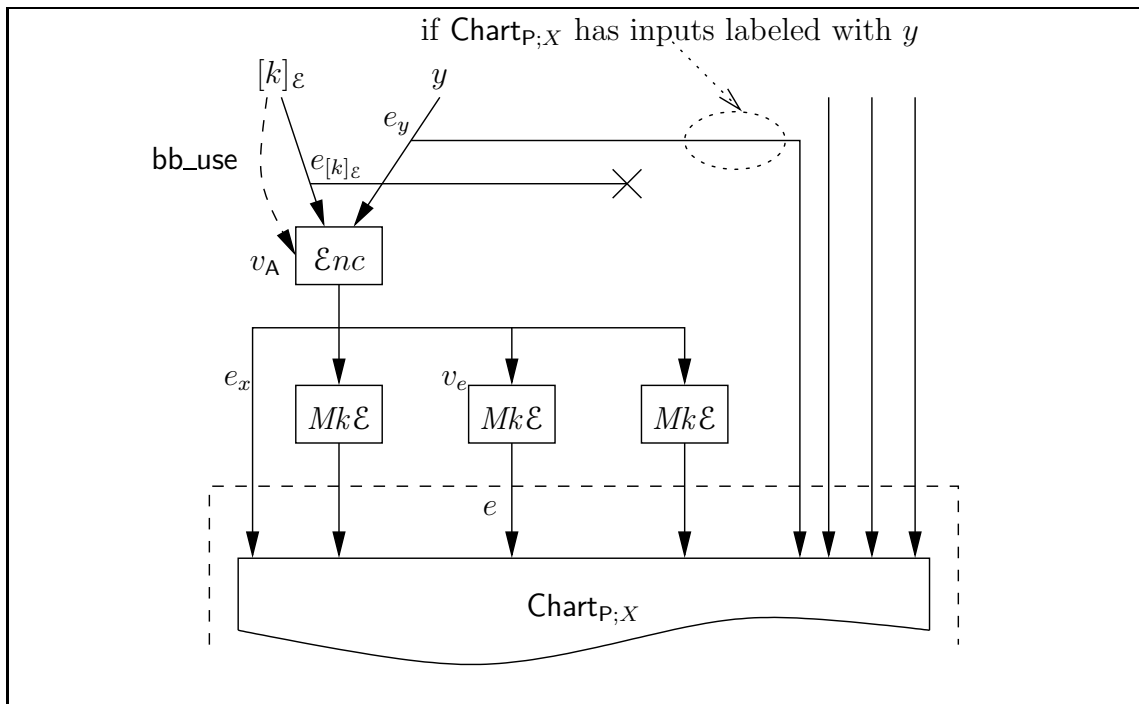 if Chart_{P;X} has inputs labeled with y
[k]_ℰ
y
e_y
bb_use
e_{[k]_ℰ}
v_A
ℰnc
e_x
v_e
Mkℰ
Mkℰ
Mkℰ
e
Chart_{P;X}